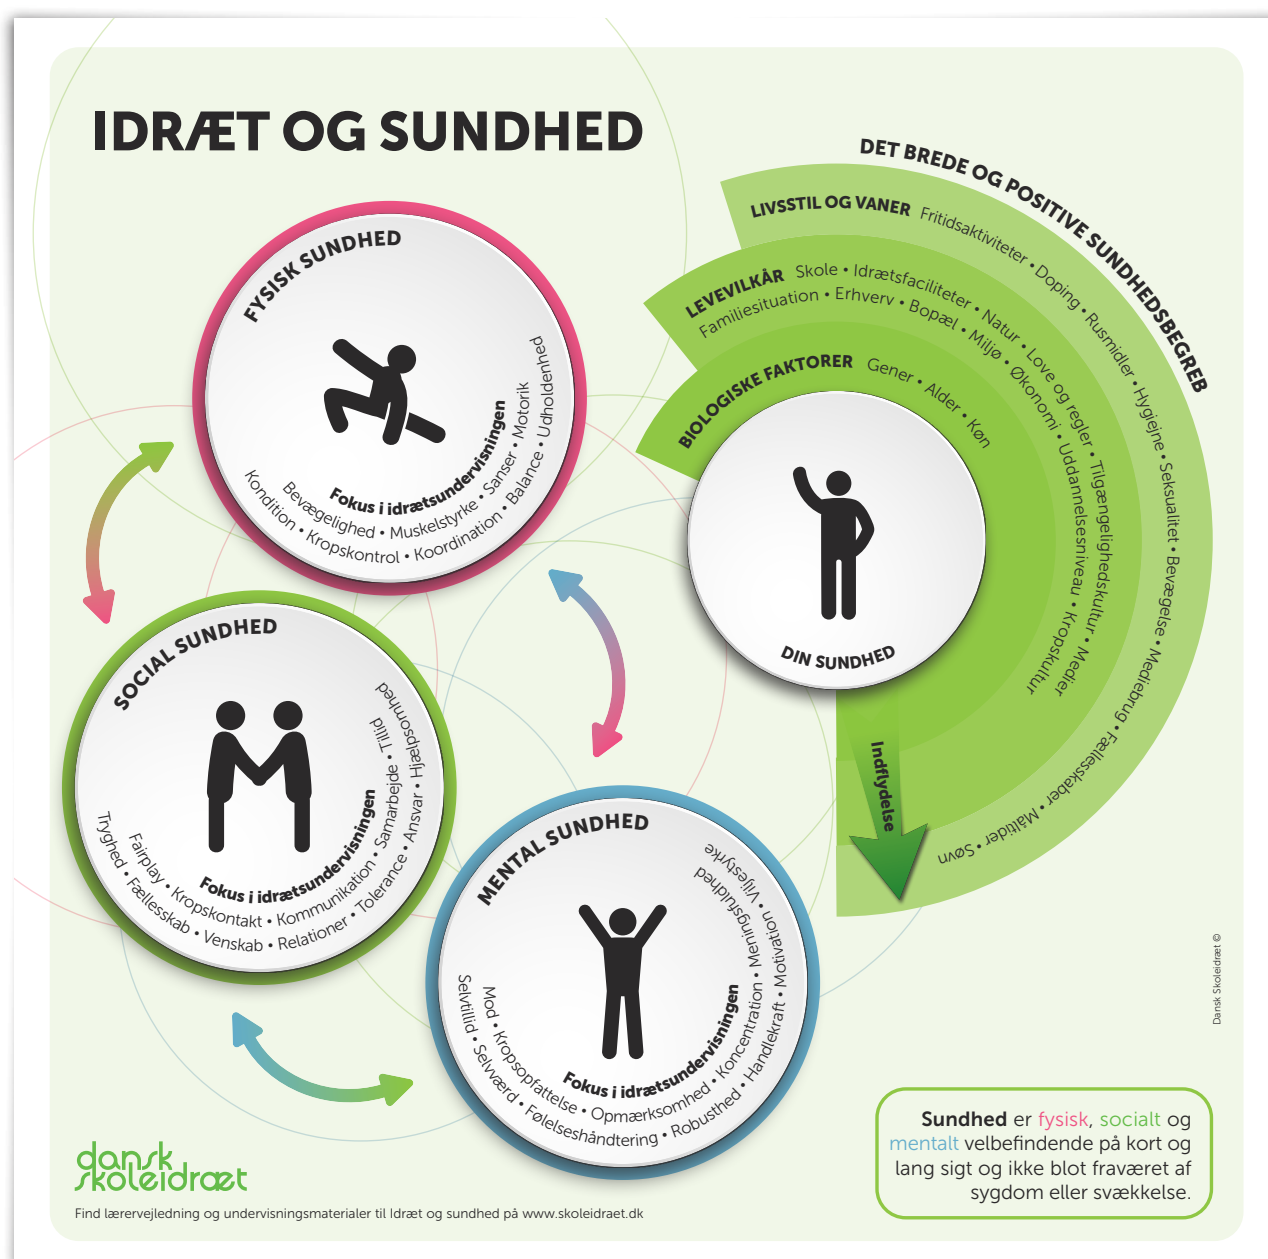 IDRÆT OG SUNDHED
FYSISK SUNDHED
Fokus i idrætsundervisningen
Bevægelighed • Muskelstyrke • Sanser • Motorik
Kondition • Kropskontrol • Koordination • Balance • Udholdenhed
SOCIAL SUNDHED
Fokus i idrætsundervisningen
Fairplay • Kropskontakt • Kommunikation • Samarbejde • Tillid
Tryghed • Fællesskab • Venskab • Relationer • Tolerance • Ansvar • Hjælpsomhed
MENTAL SUNDHED
Fokus i idrætsundervisningen
Mod • Kropsopfattelse • Opmærksomhed • Koncentration • Meningsfuldhed
Selvtillid • Selvværd • Følelseshåndtering • Robusthed • Handlekraft • Motivation • Viljestyrke
DET BREDE OG POSITIVE SUNDHEDSBEGREB
LIVSSTIL OG VANER Fritidsaktiviteter • Doping • Rusmidler • Hygiejne • Seksualitet • Bevægelse • Mediebrug • Fællesskaber • Måltider • Søvn
LEVEVILKÅR Skole • Idrætsfaciliteter • Natur • Love og regler • Tilgængelighedskultur • Medier
Familiesituation • Erhverv • Bopæl • Miljø • Økonomi • Uddannelsesniveau • Kropskultur
BIOLOGISKE FAKTORER Gener • Alder • Køn
DIN SUNDHED
Indflydelse
Dansk Skoleidræt ©
Sundhed er fysisk, socialt og
mentalt velbefindende på kort og
lang sigt og ikke blot fraværet af
sygdom eller svækkelse.
dansk
skoleidræt
Find lærervejledning og undervisningsmaterialer til Idræt og sundhed på www.skoleidraet.dk